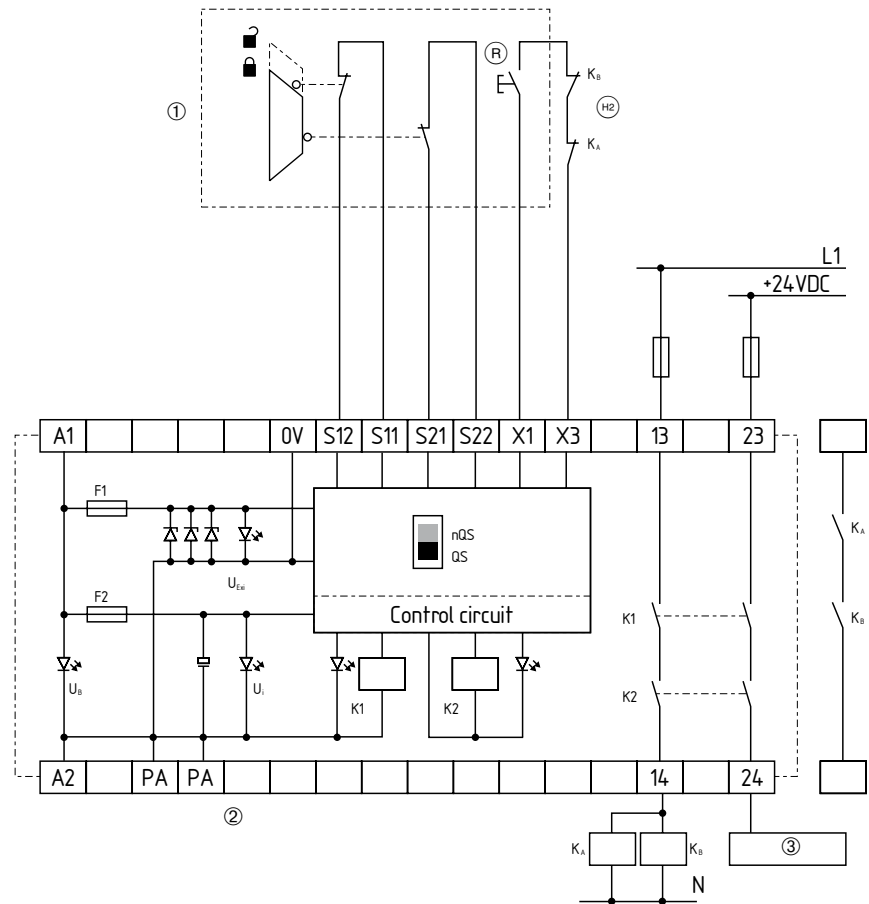 R
K_B
①
H2
K_A
L1
+24VDC
A1 0V S12 S11 S21 S22 X1 X3 13 23
F1
nQS
QS
K_A
U_Exi
F2
Control circuit
K1
K_B
U_B
U_i
K1
K2
K2
A2 PA PA 14 24
②
K_A
K_B
③
N